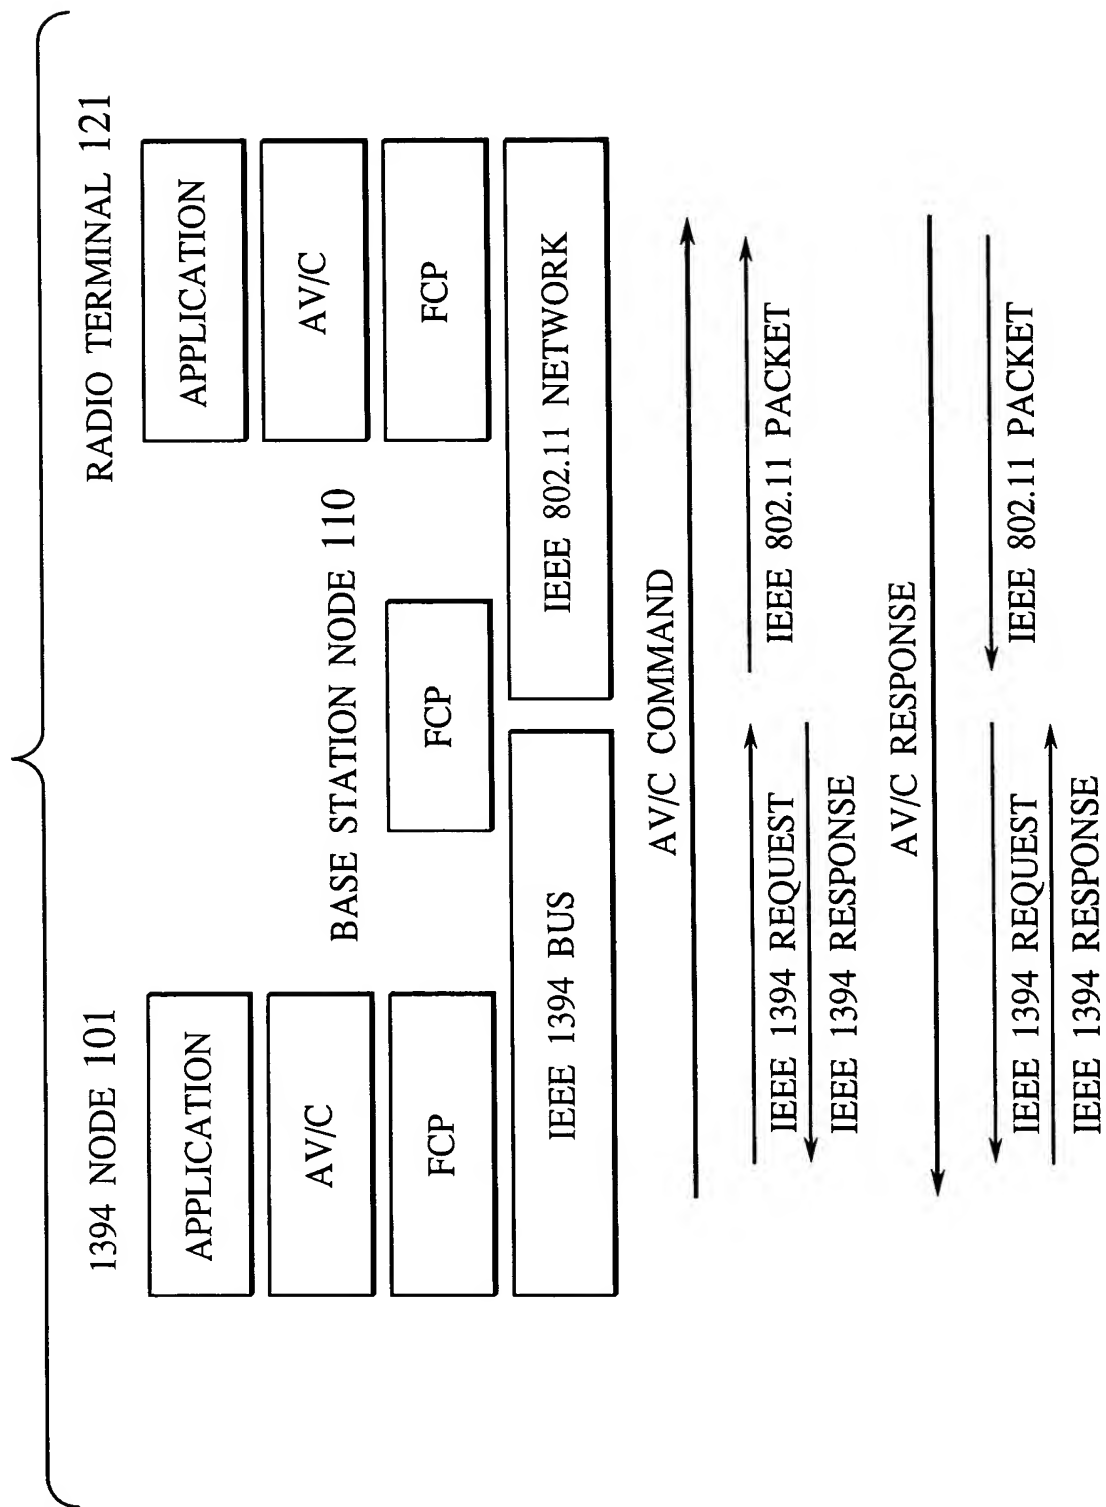 1394 NODE 101
BASE STATION NODE 110
RADIO TERMINAL 121
APPLICATION
APPLICATION
AV/C
AV/C
FCP
FCP
FCP
IEEE 1394 BUS
IEEE 802.11 NETWORK
AV/C COMMAND
IEEE 1394 REQUEST
IEEE 802.11 PACKET
IEEE 1394 RESPONSE
AV/C RESPONSE
IEEE 1394 REQUEST
IEEE 802.11 PACKET
IEEE 1394 RESPONSE